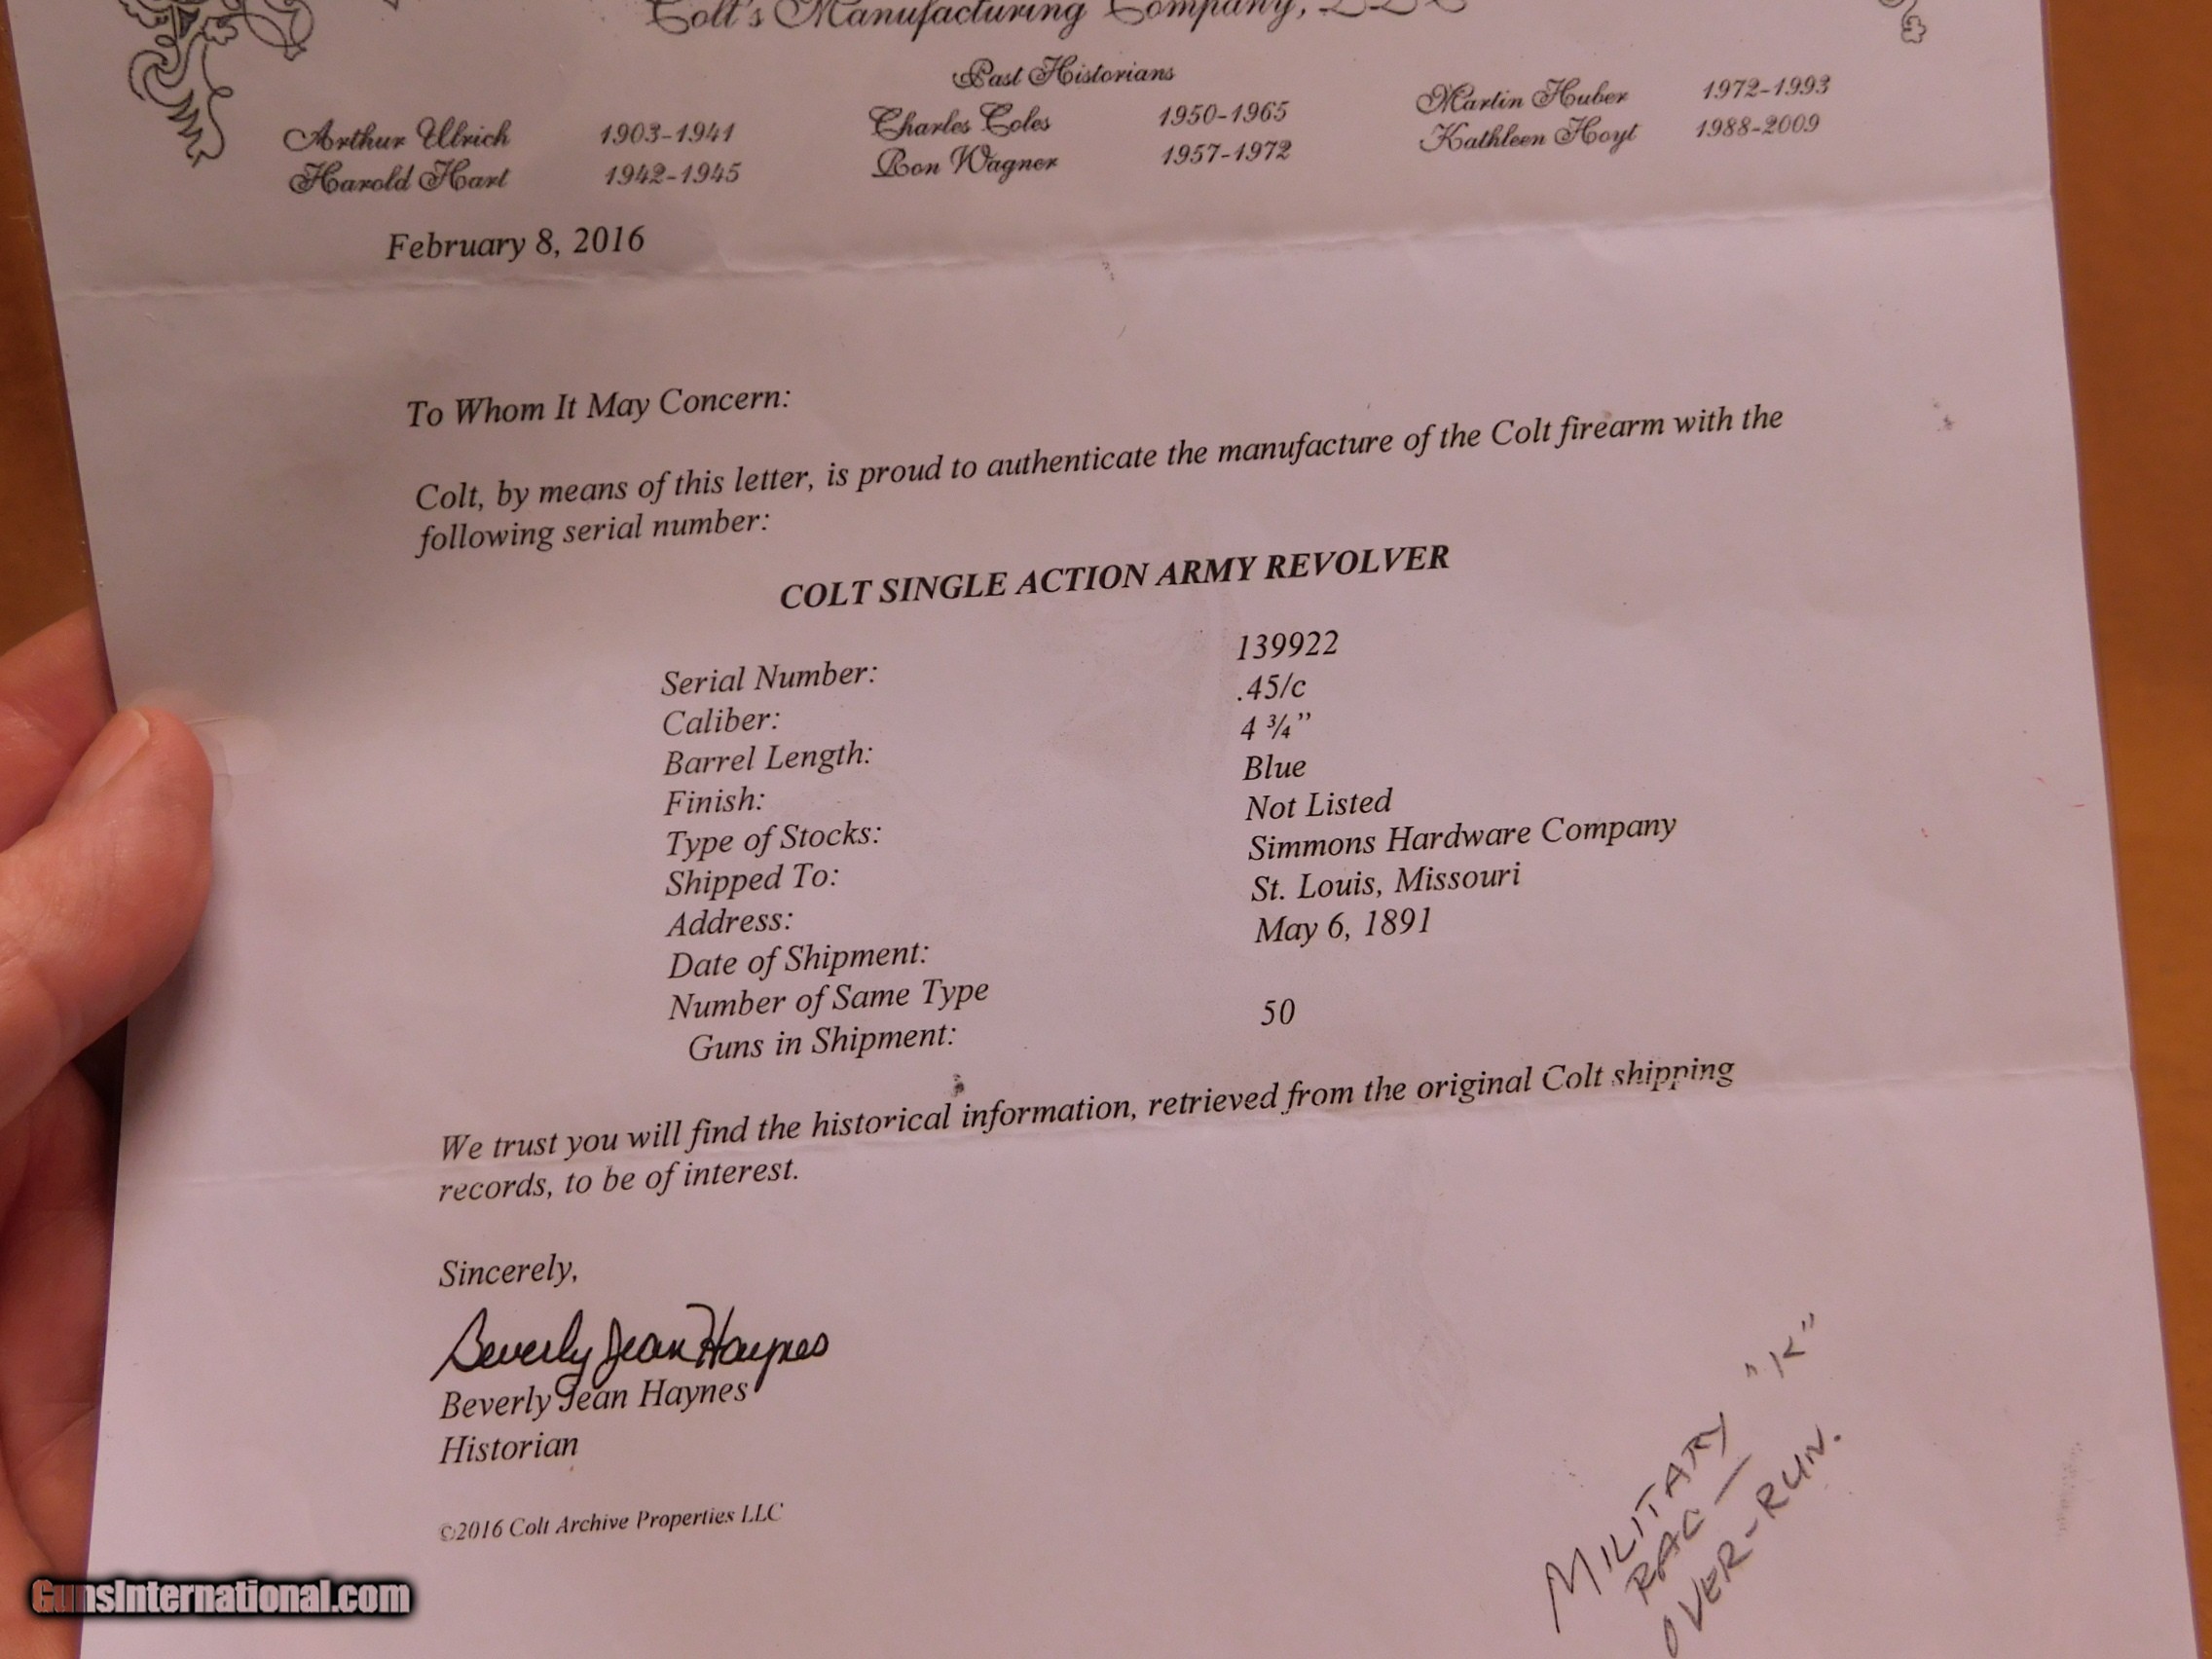 Colt's Manufacturing Company, LLC
Past Historians
Arthur Ulrich 1903-1941
Harold Hart 1942-1945
Charles Coles 1950-1965
Ron Wagner 1957-1972
Martin Huber 1972-1993
Kathleen Hoyt 1988-2009
February 8, 2016
To Whom It May Concern:
Colt, by means of this letter, is proud to authenticate the manufacture of the Colt firearm with the
following serial number:
COLT SINGLE ACTION ARMY REVOLVER
Serial Number: 139922
Caliber: .45/c
Barrel Length: 4 ¾”
Finish: Blue
Type of Stocks: Not Listed
Shipped To: Simmons Hardware Company
Address: St. Louis, Missouri
Date of Shipment: May 6, 1891
Number of Same Type
Guns in Shipment: 50
We trust you will find the historical information, retrieved from the original Colt shipping
records, to be of interest.
Sincerely,
Beverly Jean Haynes
Beverly Jean Haynes
Historian
©2016 Colt Archive Properties LLC
MILITARY "K"
RAC —
OVER-RUN.
GunsInternational.com